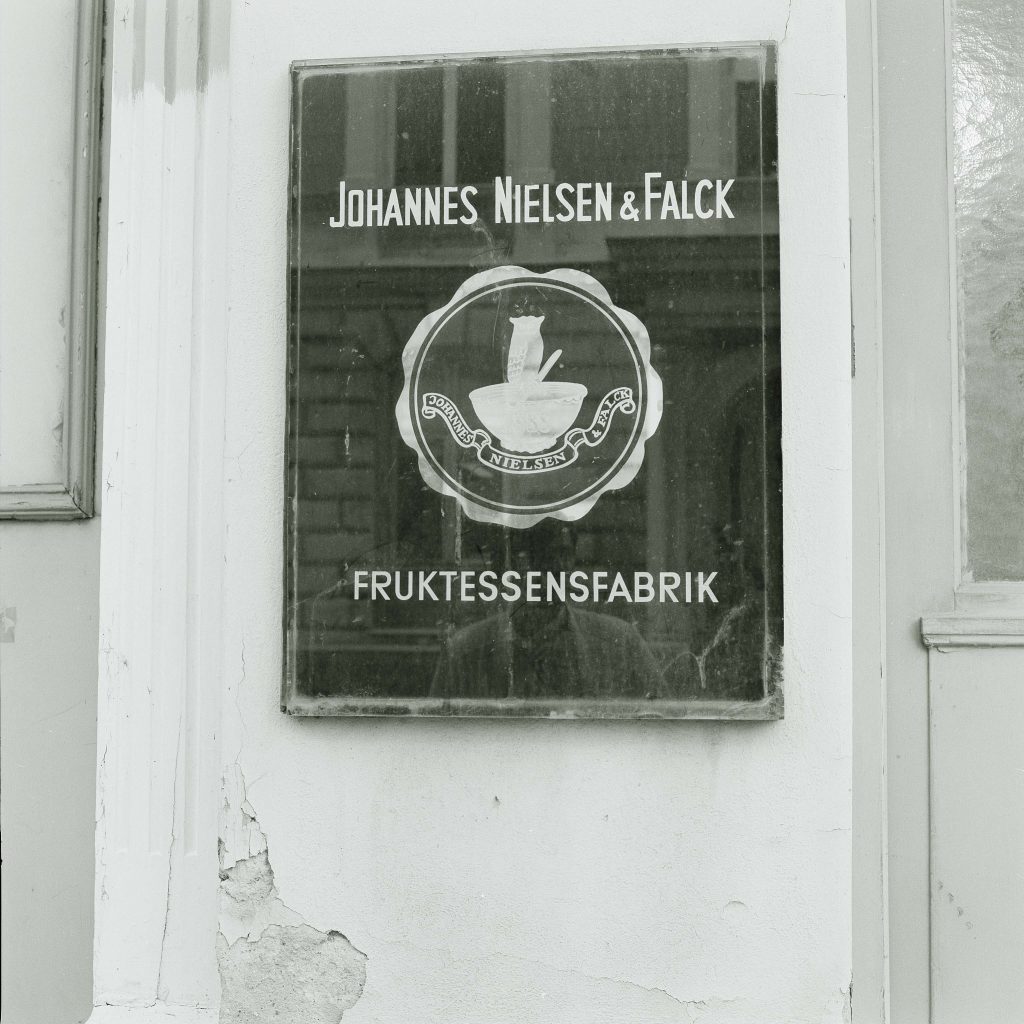 JOHANNES NIELSEN & FALCK
JOHANNES NIELSEN & FALCK
FRUKTESSENSFABRIK